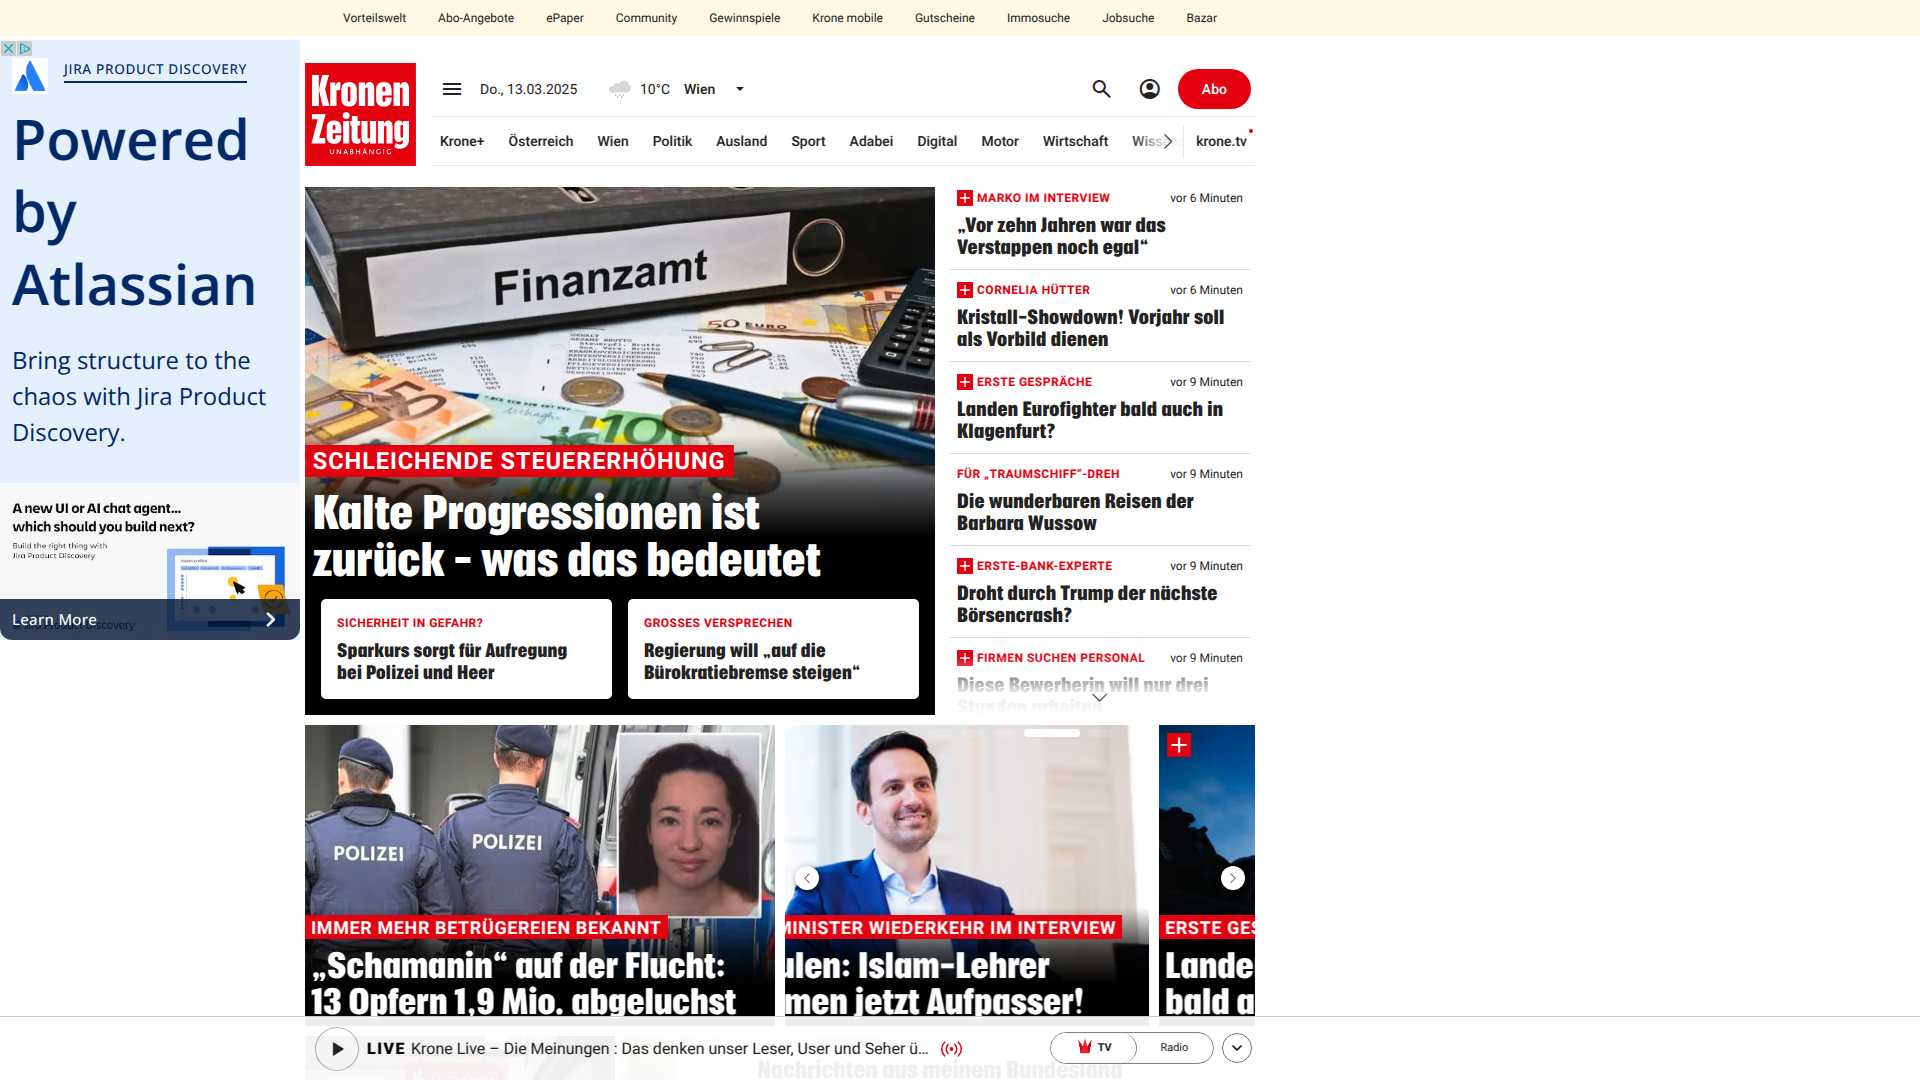 Vorteilswelt
Abo-Angebote
ePaper
Community
Gewinnspiele
Krone mobile
Gutscheine
Immosuche
Jobsuche
Bazar
JIRA PRODUCT DISCOVERY
Powered
by
Atlassian
Bring structure to the
chaos with Jira Product
Discovery.
A new UI or AI chat agent...
which should you build next?
Build the right thing with
Jira Product Discovery
Learn More
Kronen
Zeitung
UNABHÄNGIG
Do., 13.03.2025
10°C Wien
Abo
Krone+
Österreich
Wien
Politik
Ausland
Sport
Adabei
Digital
Motor
Wirtschaft
Wissen
krone.tv
Finanzamt
50 EURO
SCHLEICHENDE STEUERERHÖHUNG
Kalte Progressionen ist
zurück - was das bedeutet
SICHERHEIT IN GEFAHR?
Sparkurs sorgt für Aufregung
bei Polizei und Heer
GROSSES VERSPRECHEN
Regierung will „auf die
Bürokratiebremse steigen“
MARKO IM INTERVIEW vor 6 Minuten
„Vor zehn Jahren war das
Verstappen noch egal“
CORNELIA HÜTTER vor 6 Minuten
Kristall-Showdown! Vorjahr soll
als Vorbild dienen
ERSTE GESPRÄCHE vor 9 Minuten
Landen Eurofighter bald auch in
Klagenfurt?
FÜR „TRAUMSCHIFF“-DREH vor 9 Minuten
Die wunderbaren Reisen der
Barbara Wussow
ERSTE-BANK-EXPERTE vor 9 Minuten
Droht durch Trump der nächste
Börsencrash?
FIRMEN SUCHEN PERSONAL vor 9 Minuten
Diese Bewerberin will nur drei
Stunden arbeiten
POLIZEI
POLIZEI
IMMER MEHR BETRÜGEREIEN BEKANNT
„Schamanin“ auf der Flucht:
13 Opfern 1,9 Mio. abgeluchst
MINISTER WIEDERKEHR IM INTERVIEW
ulen: Islam-Lehrer
men jetzt Aufpasser!
ERSTE GES
Lande
bald a
LIVE Krone Live – Die Meinungen : Das denken unser Leser, User und Seher ü...
TV
Radio
Nachrichten aus meinem Bundesland